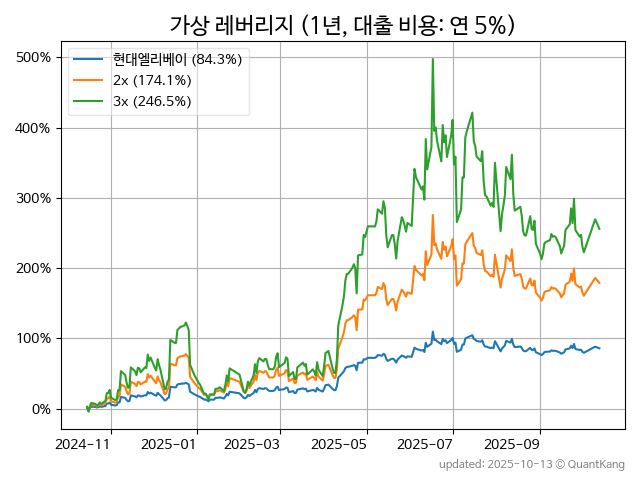 가상 레버리지 (1년, 대출 비용: 연 5%)
500%
400%
300%
200%
100%
0%
현대엘리베이 (84.3%)
2x (174.1%)
3x (246.5%)
2024-11
2025-01
2025-03
2025-05
2025-07
2025-09
updated: 2025-10-13 © QuantKang